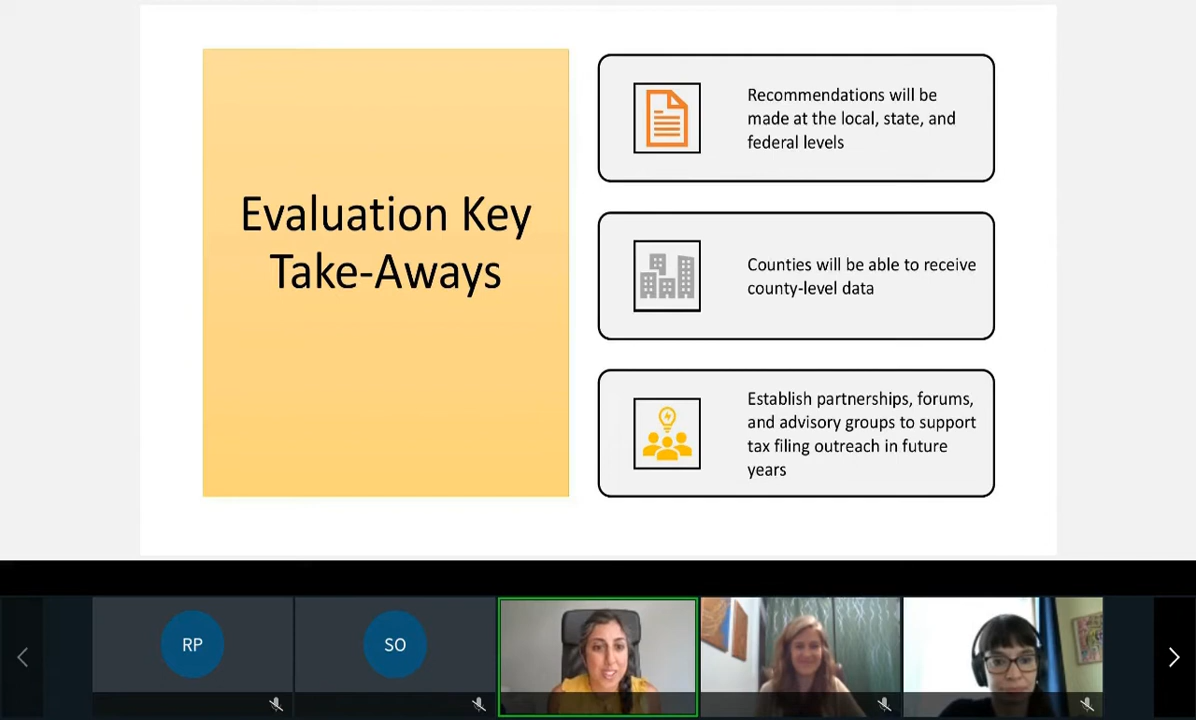 Evaluation Key
Take-Aways
Recommendations will be
made at the local, state, and
federal levels
Counties will be able to receive
county-level data
Establish partnerships, forums,
and advisory groups to support
tax filing outreach in future
years
RP
SO